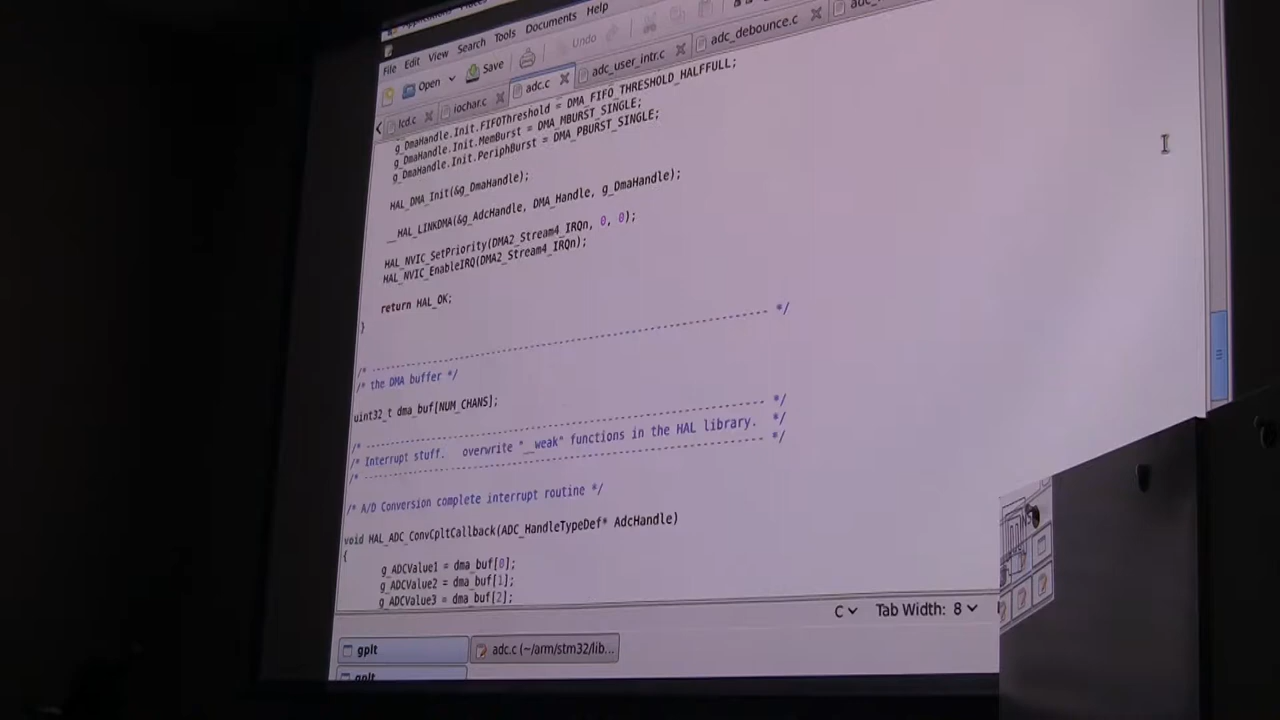 File Edit View Search Tools Documents Help
Open Save Undo
lcd.c iochar.c adc.c adc_user_intr.c adc_debounce.c
g_DmaHandle.Init.FIFOThreshold = DMA_FIFO_THRESHOLD_HALFFULL;
g_DmaHandle.Init.MemBurst = DMA_MBURST_SINGLE;
g_DmaHandle.Init.PeriphBurst = DMA_PBURST_SINGLE;
HAL_DMA_Init(&g_DmaHandle);
__HAL_LINKDMA(&g_AdcHandle, DMA_Handle, g_DmaHandle);
HAL_NVIC_SetPriority(DMA2_Stream4_IRQn, 0, 0);
HAL_NVIC_EnableIRQ(DMA2_Stream4_IRQn);
return HAL_OK;
}
/* ---------------------------------------------------------------- */
/* the DMA buffer */
uint32_t dma_buf[NUM_CHANS];
/* ---------------------------------------------------------------- */
/* Interrupt stuff. overwrite "__weak" functions in the HAL library. */
/* ---------------------------------------------------------------- */
/* A/D Conversion complete interrupt routine */
void HAL_ADC_ConvCpltCallback(ADC_HandleTypeDef* AdcHandle)
{
g_ADCValue1 = dma_buf[0];
g_ADCValue2 = dma_buf[1];
g_ADCValue3 = dma_buf[2];
C Tab Width: 8
gplt adc.c (~/arm/stm32/lib...
gplt